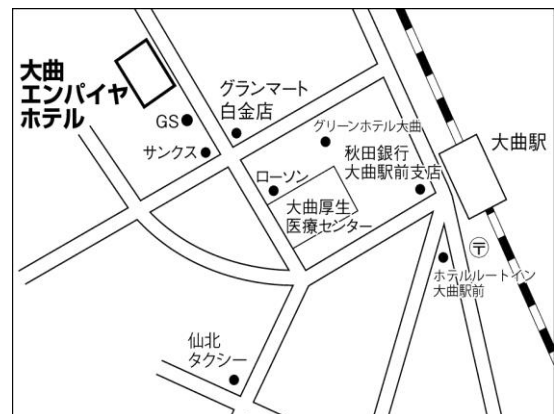 大曲
エンパイヤ
ホテル
GS
サンクス
グランマート
白金店
グリーンホテル大曲
秋田銀行
大曲駅前支店
大曲駅
ローソン
大曲厚生
医療センター
〒
ホテルルートイン
大曲駅前
仙北
タクシー